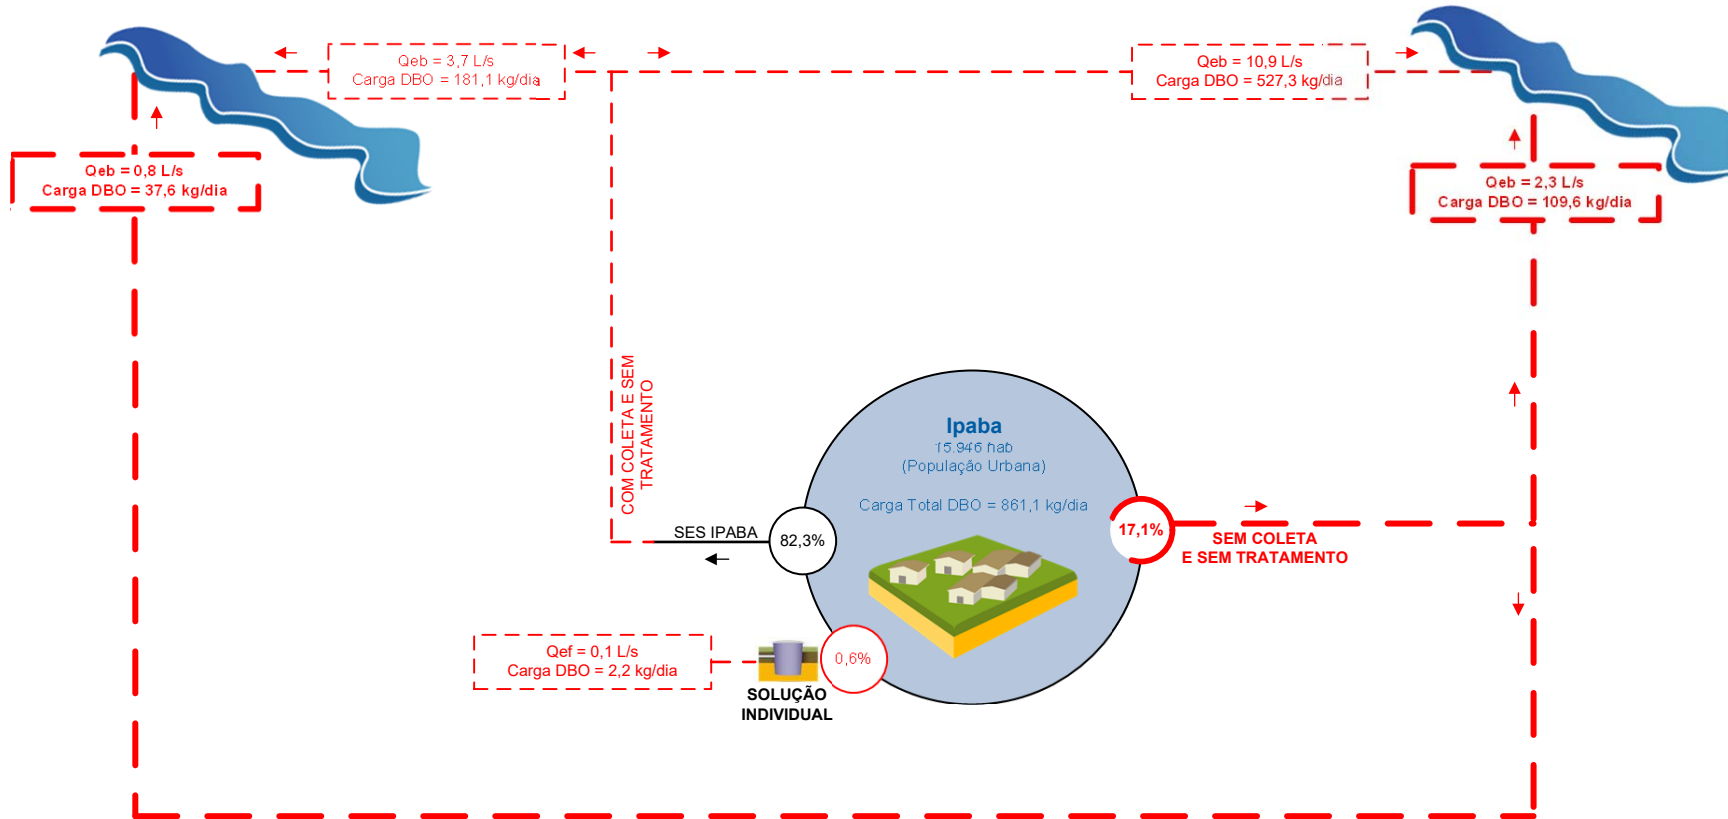 Qeb = 3,7 L/s
Carga DBO = 181,1 kg/dia
Qeb = 10,9 L/s
Carga DBO = 527,3 kg/dia
Qeb = 0,8 L/s
Carga DBO = 37,6 kg/dia
Qeb = 2,3 L/s
Carga DBO = 109,6 kg/dia
COM COLETA E SEM
TRATAMENTO
Ipaba
15.946 hab
(População Urbana)
Carga Total DBO = 861,1 kg/dia
SES IPABA
82,3%
17,1%
SEM COLETA
E SEM TRATAMENTO
Qef = 0,1 L/s
Carga DBO = 2,2 kg/dia
0,6%
SOLUÇÃO
INDIVIDUAL